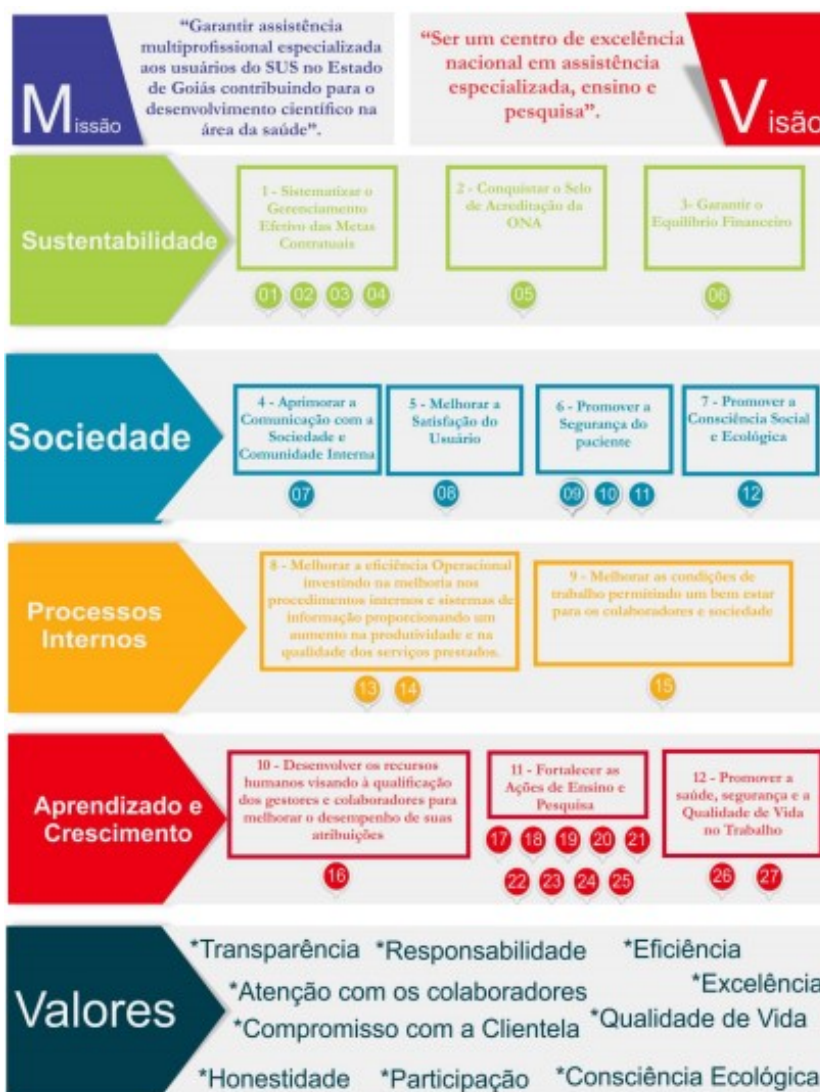 Missão
“Garantir assistência
multiprofissional especializada
aos usuários do SUS no Estado
de Goiás contribuindo para o
desenvolvimento científico na
área da saúde”.
“Ser um centro de excelência
nacional em assistência
especializada, ensino e
pesquisa”.
Visão
Sustentabilidade
1 - Sistematizar o
Gerenciamento
Efetivo das Metas
Contratuais
01 02 03 04
2 - Conquistar o Selo
de Acreditação da
ONA
05
3- Garantir o
Equilíbrio Financeiro
06
Sociedade
4 - Aprimorar a
Comunicação com a
Sociedade e
Comunidade Interna
07
5 - Melhorar a
Satisfação do
Usuário
08
6 - Promover a
Segurança do
paciente
09 10 11
7 - Promover a
Consciência Social
e Ecológica
12
Processos
Internos
8 - Melhorar a eficiência Operacional
investindo na melhoria nos
procedimentos internos e sistemas de
informação proporcionando um
aumento na produtividade e na
qualidade dos serviços prestados.
13 14
9 - Melhorar as condições de
trabalho permitindo um bem estar
para os colaboradores e sociedade
15
Aprendizado e
Crescimento
10 - Desenvolver os recursos
humanos visando à qualificação
dos gestores e colaboradores para
melhorar o desempenho de suas
atribuições
16
11 - Fortalecer as
Ações de Ensino e
Pesquisa
17 18 19 20 21
22 23 24 25
12 - Promover a
saúde, segurança e a
Qualidade de Vida
no Trabalho
26 27
Valores
*Transparência *Responsabilidade *Eficiência
*Atenção com os colaboradores *Excelência
*Compromisso com a Clientela *Qualidade de Vida
*Honestidade *Participação *Consciência Ecológica